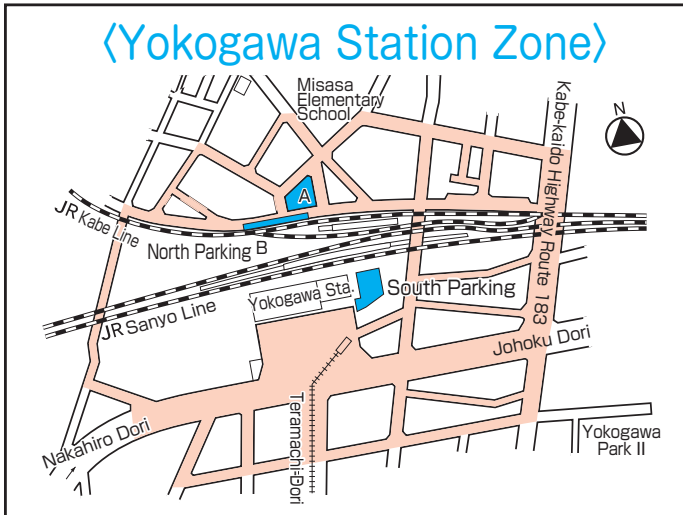 〈Yokogawa Station Zone〉
Misasa
Elementary
School
Kabe-kaido Highway Route 183
N
A
JR Kabe Line
North Parking B
Yokogawa Sta.
South Parking
JR Sanyo Line
Johoku Dori
Teramachi-Dori
Nakahiro Dori
Yokogawa
Park II